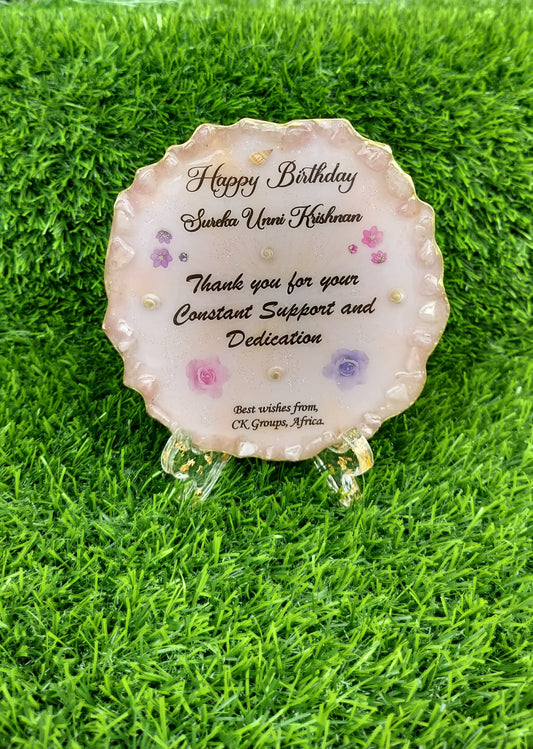 Happy Birthday
Sureka Unni Krishnan
Thank you for your
Constant Support and
Dedication
Best wishes from,
CK Groups, Africa.